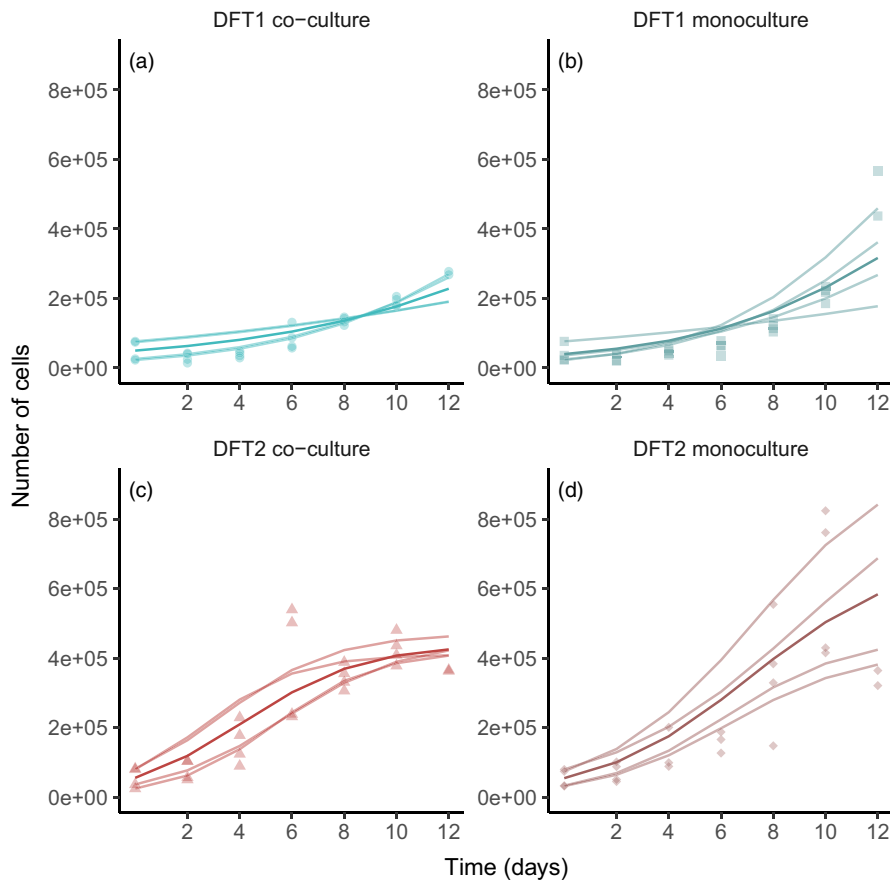 DFT1 co−culture
DFT1 monoculture
(a)
(b)
8e+05
6e+05
4e+05
2e+05
0e+00
8e+05
6e+05
4e+05
2e+05
0e+00
2 4 6 8 10 12
2 4 6 8 10 12
Number of cells
DFT2 co−culture
DFT2 monoculture
(c)
(d)
8e+05
6e+05
4e+05
2e+05
0e+00
8e+05
6e+05
4e+05
2e+05
0e+00
2 4 6 8 10 12
2 4 6 8 10 12
Time (days)